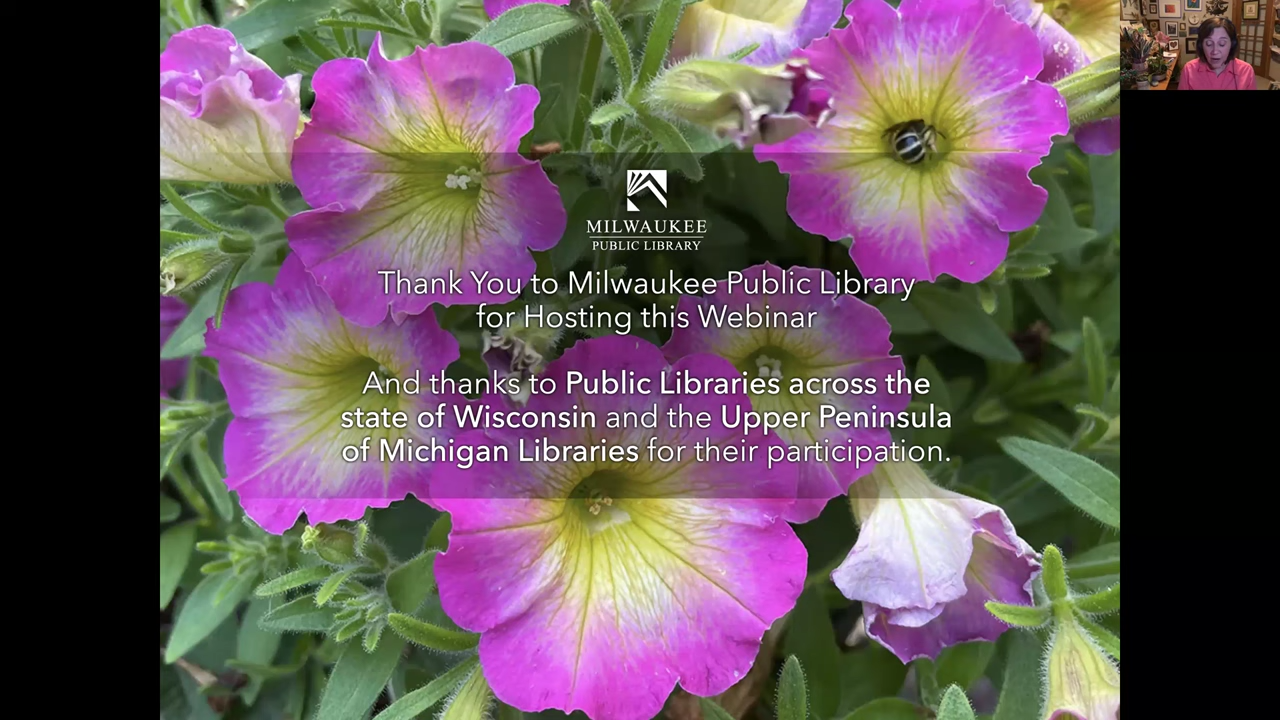 MILWAUKEE
PUBLIC LIBRARY
Thank You to Milwaukee Public Library
for Hosting this Webinar
And thanks to Public Libraries across the
state of Wisconsin and the Upper Peninsula
of Michigan Libraries for their participation.